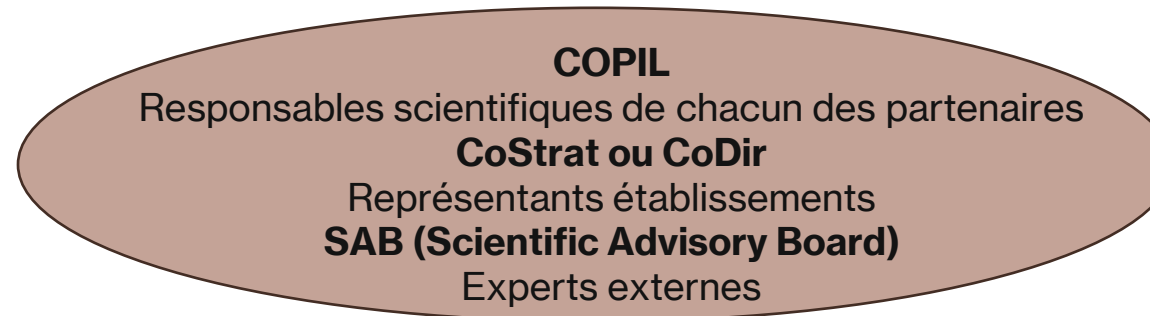 COPIL
Responsables scientifiques de chacun des partenaires
CoStrat ou CoDir
Représentants établissements
SAB (Scientific Advisory Board)
Experts externes